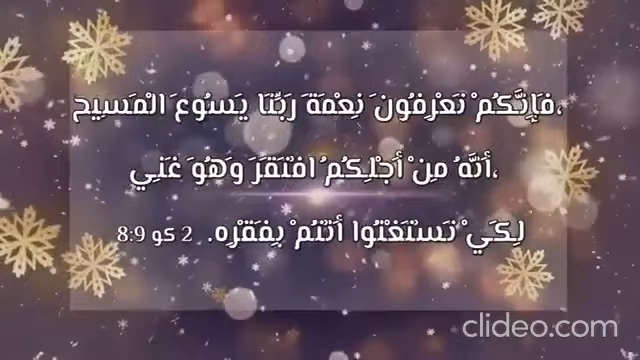 فَإِنَّكُمْ تَعْرِفُونَ نِعْمَةَ رَبِّنَا يَسُوعَ الْمَسِيحِ،
أَنَّهُ مِنْ أَجْلِكُمُ افْتَقَرَ وَهُوَ غَنِي،
لِكَيْ تَسْتَغْنُوا أَنْتُمْ بِفَقْرِهِ. 2 كو 8:9
clideo.com